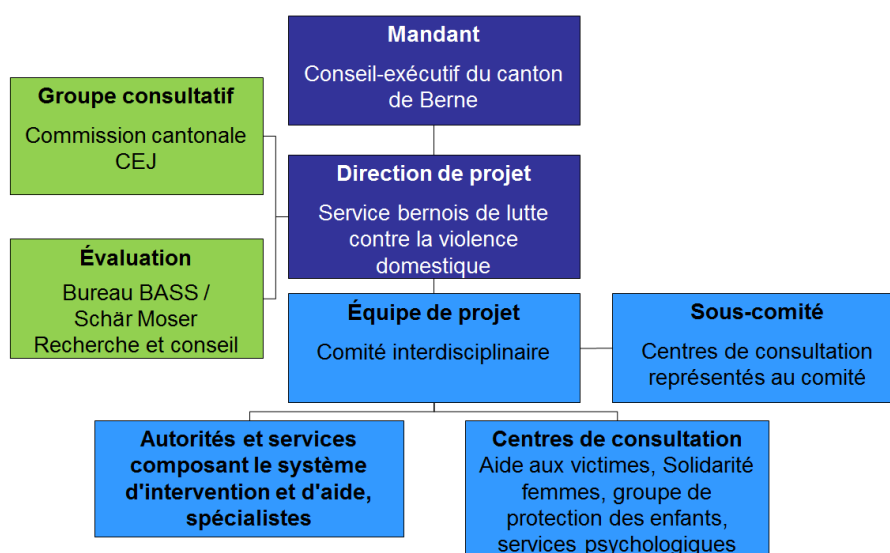 Mandant
Conseil-exécutif du canton
de Berne
Groupe consultatif
Commission cantonale
CEJ
Direction de projet
Service bernois de lutte
contre la violence
domestique
Évaluation
Bureau BASS /
Schär Moser
Recherche et conseil
Équipe de projet
Comité interdisciplinaire
Sous-comité
Centres de consultation
représentés au comité
Autorités et services
composant le système
d'intervention et d'aide,
spécialistes
Centres de consultation
Aide aux victimes, Solidarité
femmes, groupe de
protection des enfants,
services psychologiques